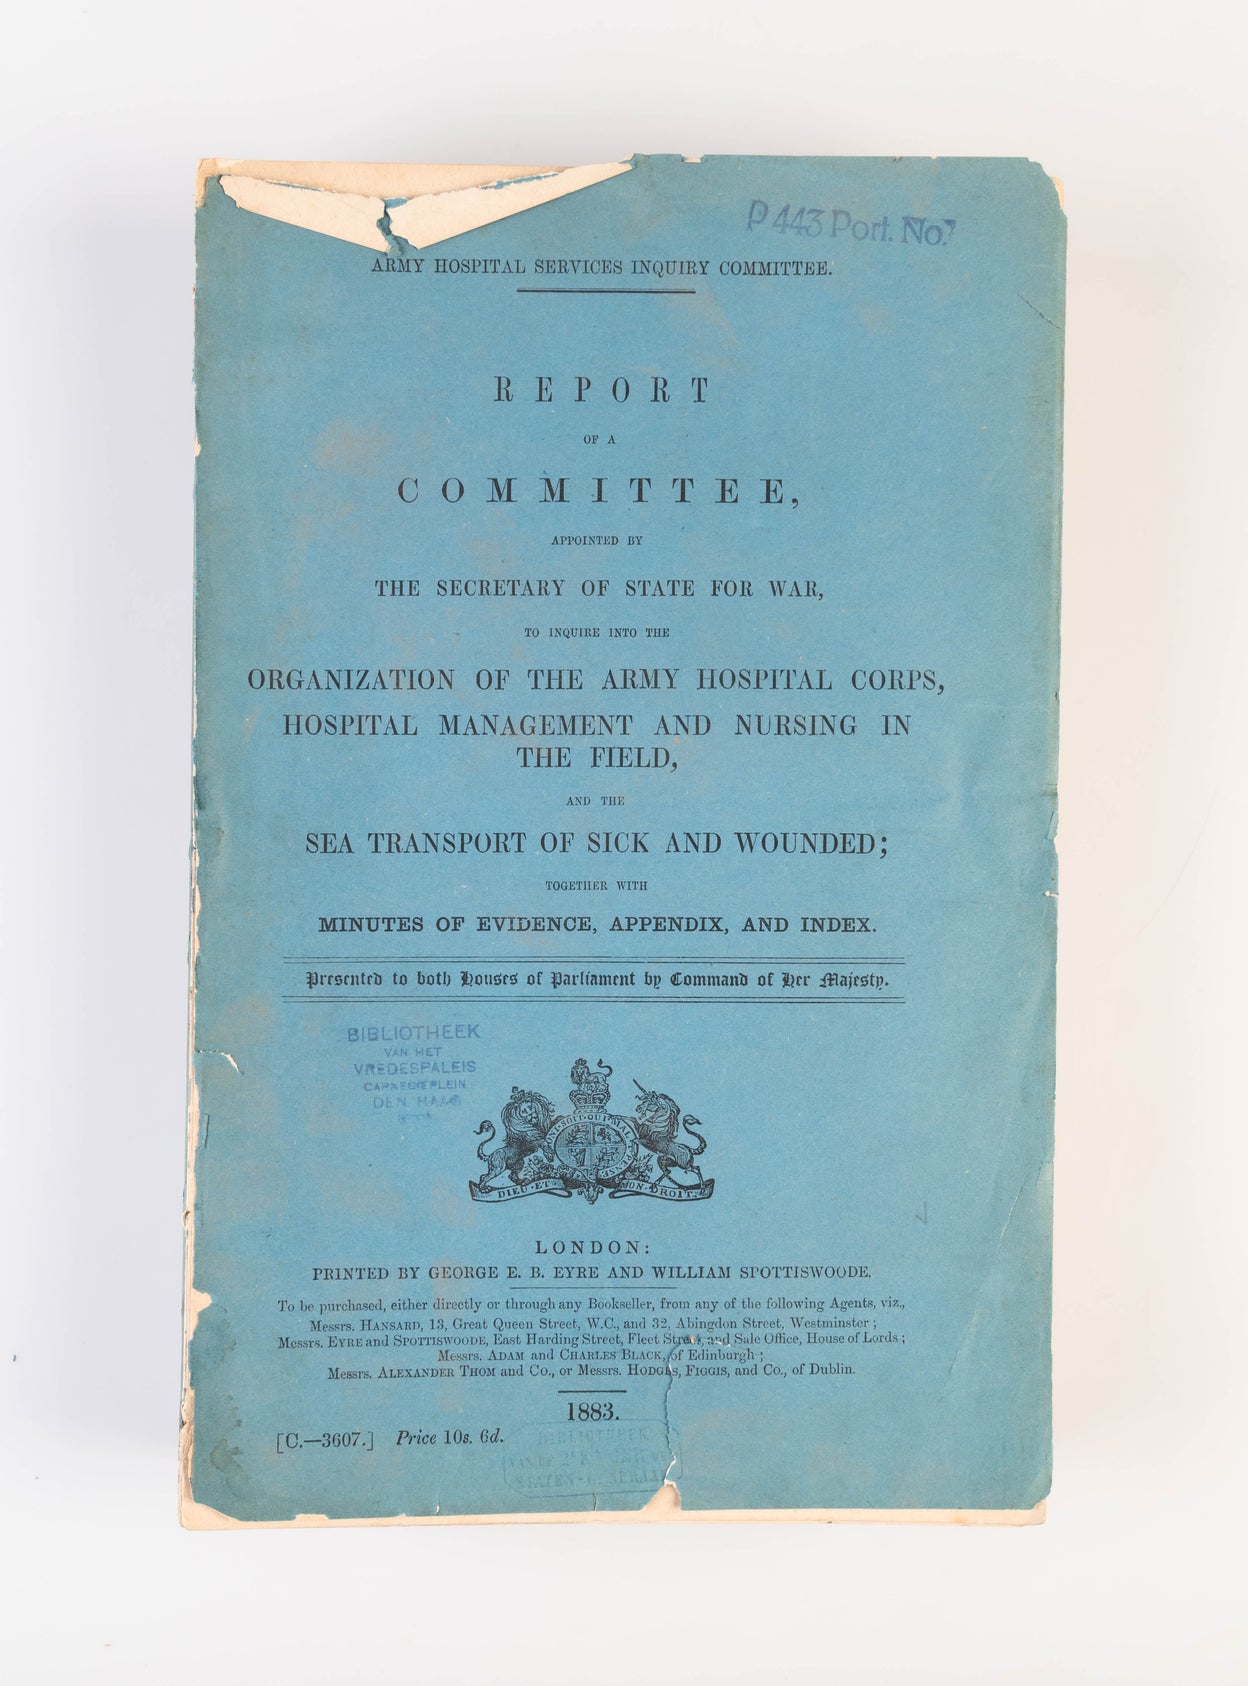 P 443 Port. No. 7
ARMY HOSPITAL SERVICES INQUIRY COMMITTEE.
REPORT
OF A
COMMITTEE,
APPOINTED BY
THE SECRETARY OF STATE FOR WAR,
TO INQUIRE INTO THE
ORGANIZATION OF THE ARMY HOSPITAL CORPS,
HOSPITAL MANAGEMENT AND NURSING IN
THE FIELD,
AND THE
SEA TRANSPORT OF SICK AND WOUNDED;
TOGETHER WITH
MINUTES OF EVIDENCE, APPENDIX, AND INDEX.
Presented to both Houses of Parliament by Command of Her Majesty.
BIBLIOTHEEK
VAN HET
VREDESPALEIS
CARNEGIEPLEIN
DEN HAAG
HONI·SOIT·QUI·MAL·Y·PENSE
DIEU·ET·MON·DROIT·
LONDON:
PRINTED BY GEORGE E. B. EYRE AND WILLIAM SPOTTISWOODE.
To be purchased, either directly or through any Bookseller, from any of the following Agents, viz.,
Messrs. HANSARD, 13, Great Queen Street, W.C., and 32, Abingdon Street, Westminster;
Messrs. EYRE and SPOTTISWOODE, East Harding Street, Fleet Street, and Sale Office, House of Lords;
Messrs. ADAM and CHARLES BLACK, of Edinburgh;
Messrs. ALEXANDER THOM and Co., or Messrs. HODGES, FIGGIS, and Co., of Dublin.
1883.
[C.—3607.] Price 10s. 6d.
BIBLIOTHEEK